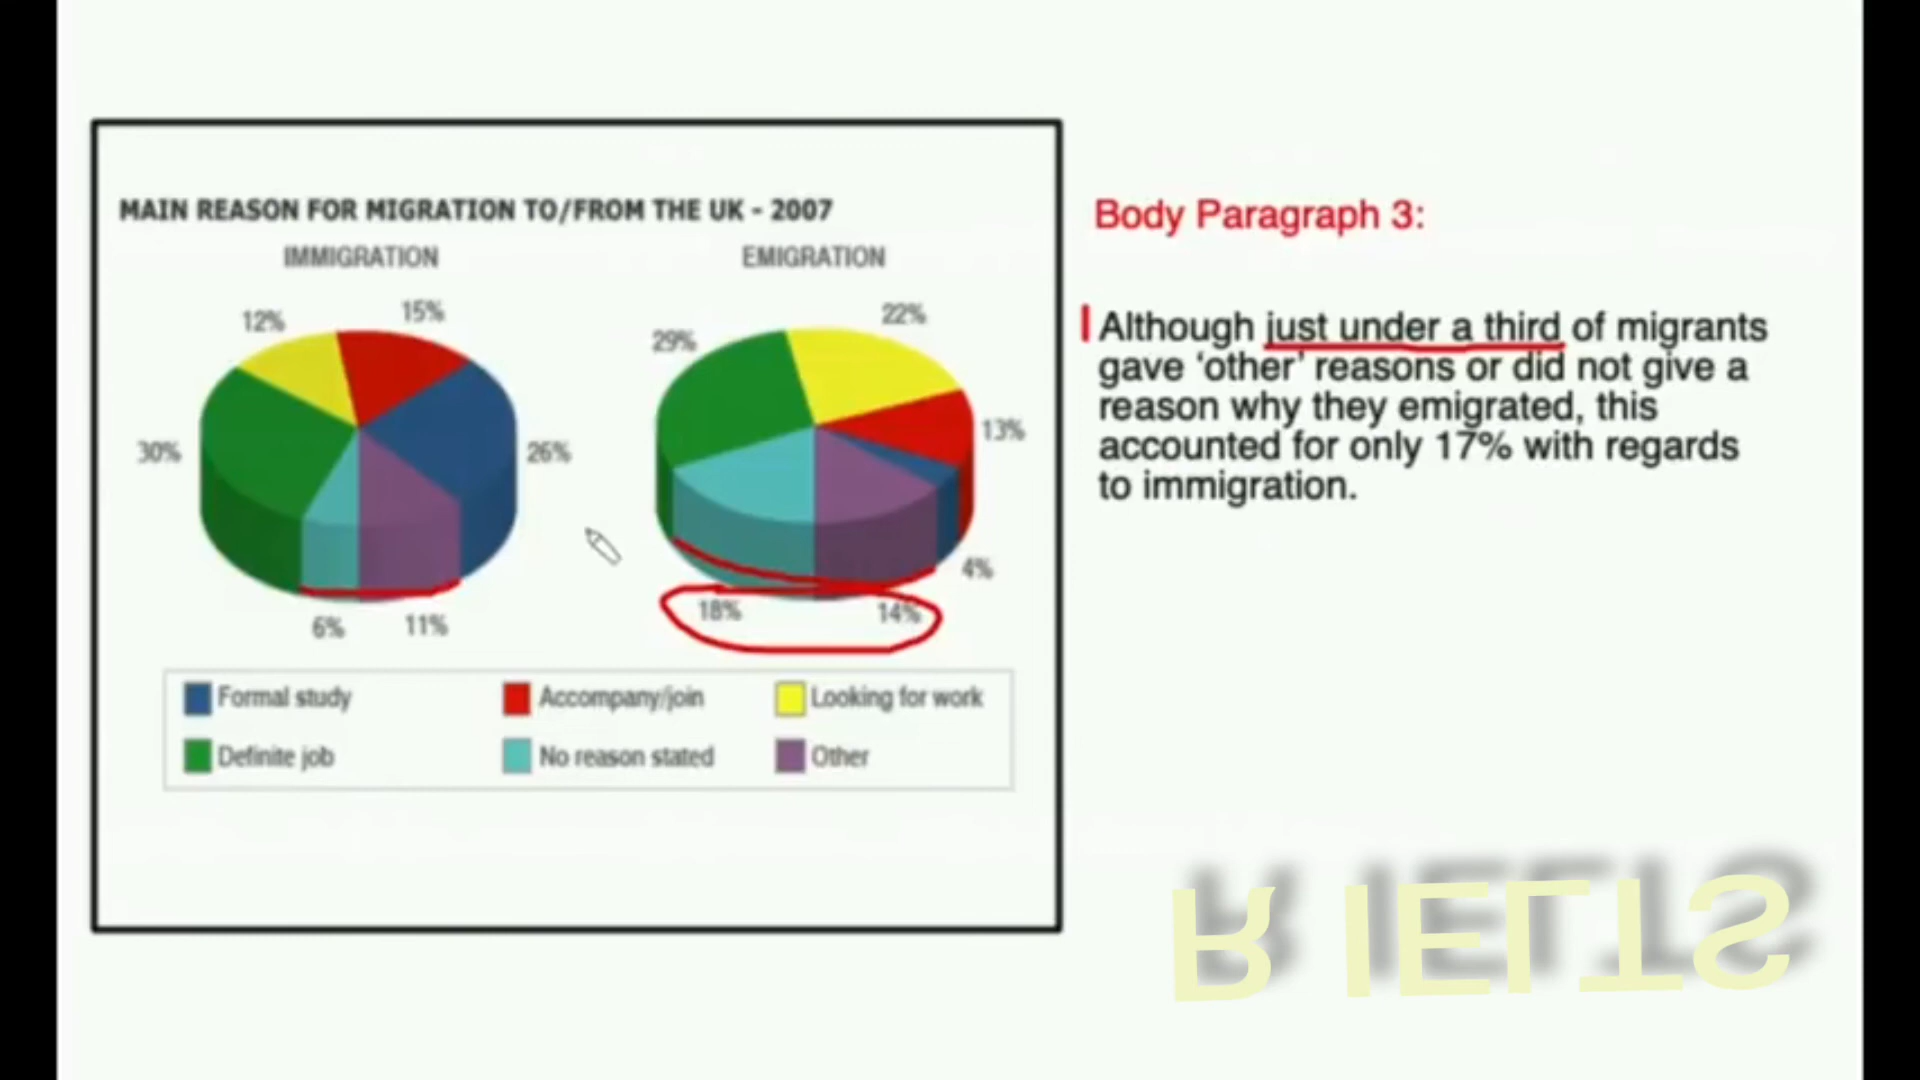 MAIN REASON FOR MIGRATION TO/FROM THE UK - 2007
IMMIGRATION
12%
15%
30%
26%
6%
11%
EMIGRATION
29%
22%
13%
4%
18%
14%
Formal study
Accompany/join
Looking for work
Definite job
No reason stated
Other
Body Paragraph 3:
Although just under a third of migrants
gave ‘other’ reasons or did not give a
reason why they emigrated, this
accounted for only 17% with regards
to immigration.
R IELTS